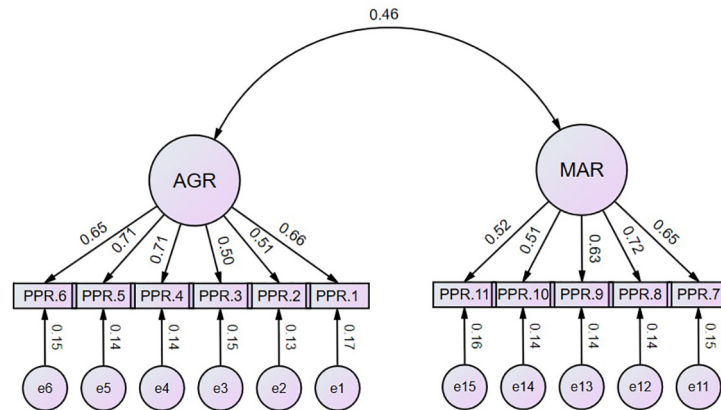 0.46
AGR
MAR
0.65 0.71 0.71 0.50 0.51 0.66
0.52 0.51 0.63 0.72 0.65
PPR.6 PPR.5 PPR.4 PPR.3 PPR.2 PPR.1
PPR.11 PPR.10 PPR.9 PPR.8 PPR.7
0.15 0.14 0.14 0.15 0.13 0.17
0.16 0.14 0.14 0.14 0.15
e6 e5 e4 e3 e2 e1
e15 e14 e13 e12 e11